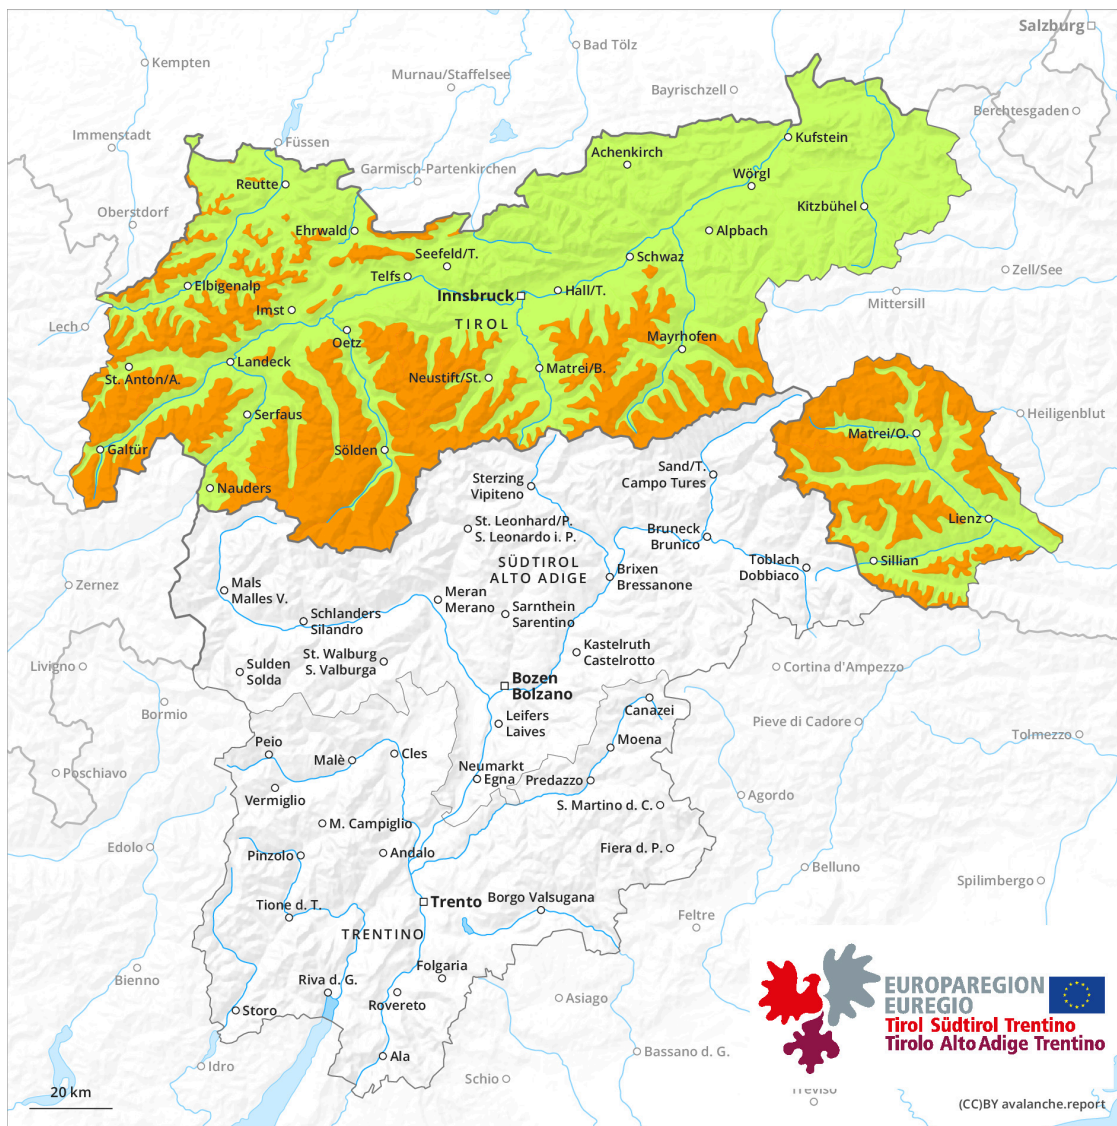 Salzburg
Bad Tölz
Kempten
Murnau/Staffelsee
Bayrischzell
Berchtesgaden
Immenstadt
Füssen
Kufstein
Achenkirch
Garmisch-Partenkirchen
Wörgl
Reutte
Kitzbühel
Oberstdorf
Ehrwald
Alpbach
Seefeld/T.
Schwaz
Zell/See
Telfs
Elbigenalp
Innsbruck
Hall/T.
Mittersill
Imst
TIROL
Lech
Oetz
Mayrhofen
Landeck
Matrei/B.
St. Anton/A.
Neustift/St.
Serfaus
Heiligenblut
Matrei/O.
Galtür
Sölden
Sand/T.
Campo Tures
Sterzing
Vipiteno
Nauders
Lienz
St. Leonhard/P.
S. Leonardo i. P.
Bruneck
Brunico
SÜDTIROL
ALTO ADIGE
Toblach
Dobbiaco
Sillian
Brixen
Bressanone
Zernez
Mals
Malles V.
Meran
Merano
Sarnthein
Sarentino
Schlanders
Silandro
Kastelruth
Castelrotto
St. Walburg
S. Valburga
Livigno
Sulden
Solda
Cortina d'Ampezzo
Bozen
Bolzano
Bormio
Canazei
Leifers
Laives
Pieve di Cadore
Tolmezzo
Peio
Moena
Malè
Cles
Poschiavo
Neumarkt
Egna
Predazzo
Vermiglio
Agordo
S. Martino d. C.
M. Campiglio
Edolo
Pinzolo
Andalo
Fiera d. P.
Belluno
Spilimbergo
Trento
Borgo Valsugana
Tione d. T.
Feltre
TRENTINO
Folgaria
Bienno
Riva d. G.
EUROPAREGION
EUREGIO
Rovereto
Asiago
Storo
Tirol Südtirol Trentino
Tirolo Alto Adige Trentino
Ala
Bassano d. G.
Idro
Schio
Treviso
20 km
(CC)BY avalanche.report